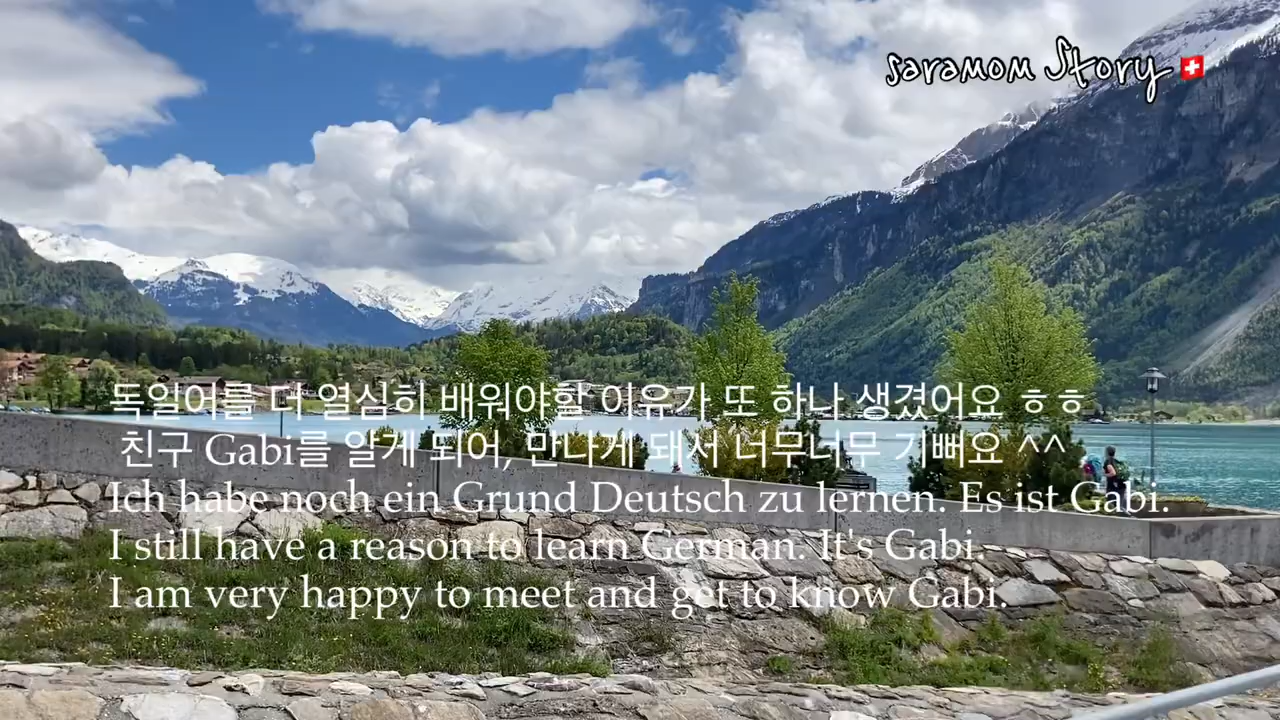 saramom Story
독일어를 더 열심히 배워야할 이유가 또 하나 생겼어요 ㅎㅎ
친구 Gabi를 알게 되어, 만나게 돼서 너무너무 기뻐요 ^^
Ich habe noch ein Grund Deutsch zu lernen. Es ist Gabi.
I still have a reason to learn German. It's Gabi.
I am very happy to meet and get to know Gabi.